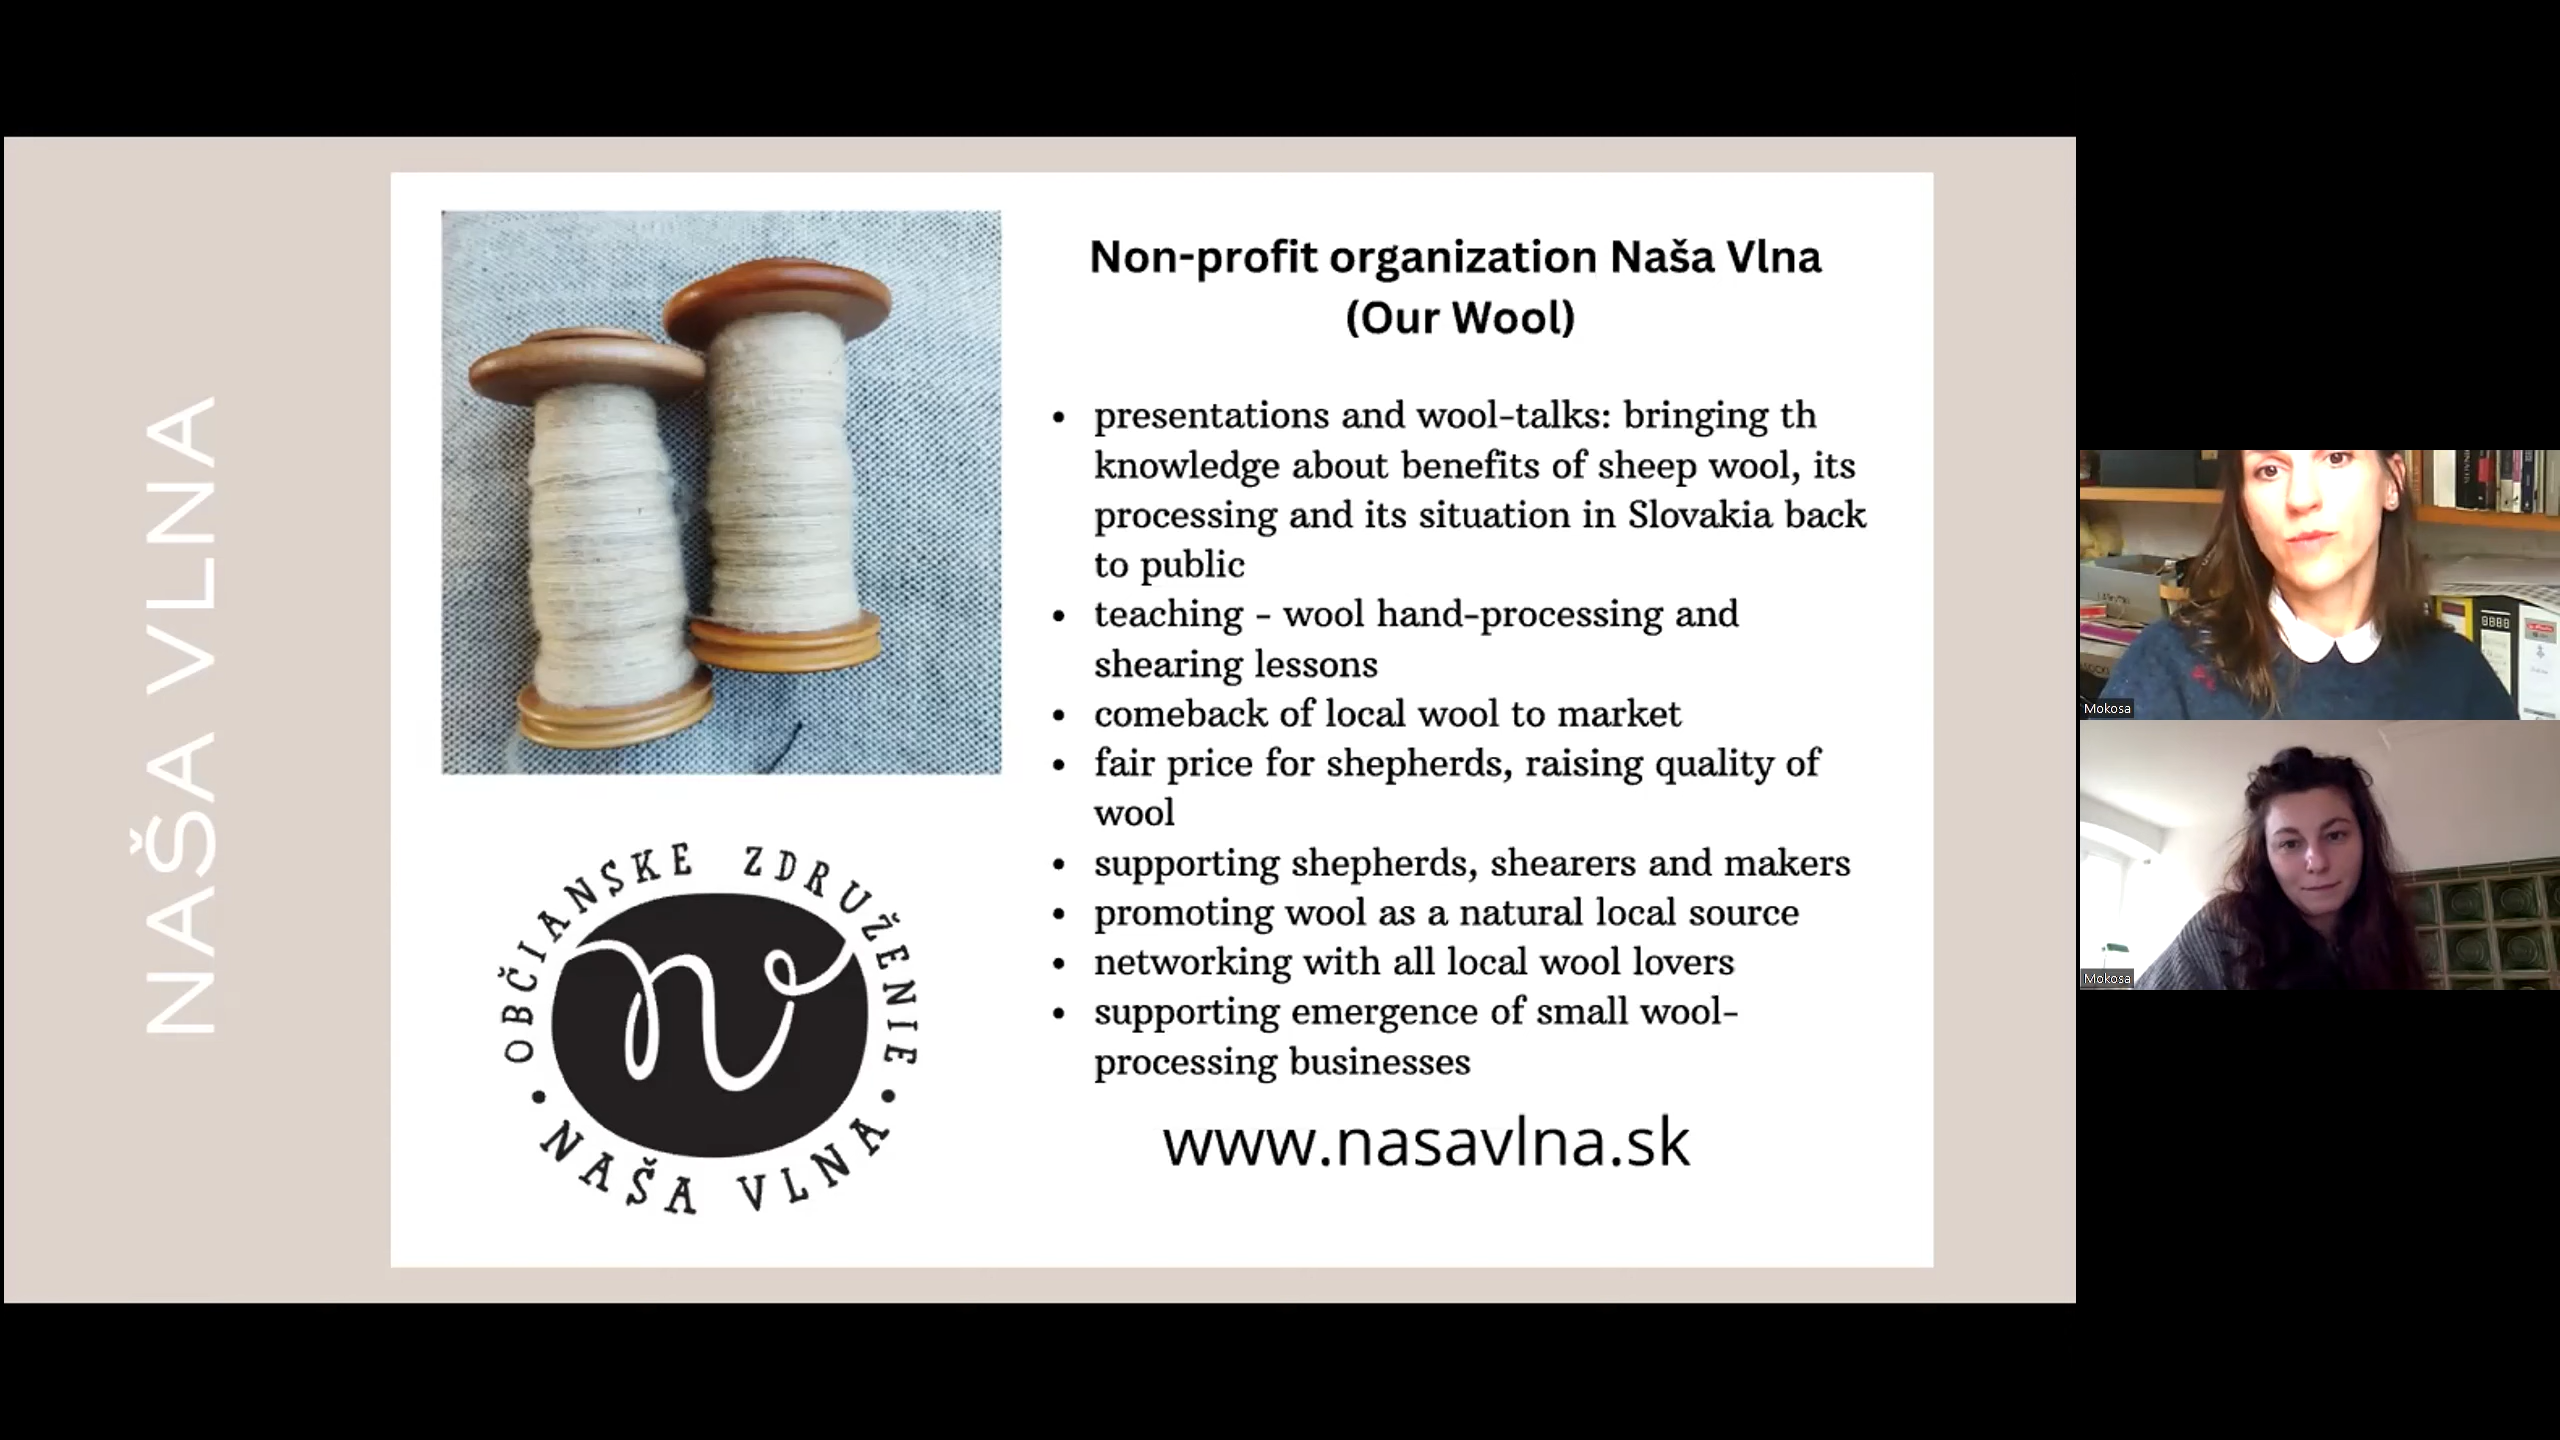 NAŠA VLNA
Non-profit organization Naša Vlna
(Our Wool)
• presentations and wool-talks: bringing th
knowledge about benefits of sheep wool, its
processing and its situation in Slovakia back
to public
• teaching - wool hand-processing and
shearing lessons
• comeback of local wool to market
• fair price for shepherds, raising quality of
wool
• supporting shepherds, shearers and makers
• promoting wool as a natural local source
• networking with all local wool lovers
• supporting emergence of small wool-
processing businesses
www.nasavlna.sk
OBČIANSKE ZDRUŽENIE
• NAŠA VLNA •
nv
Mokosa
Mokosa